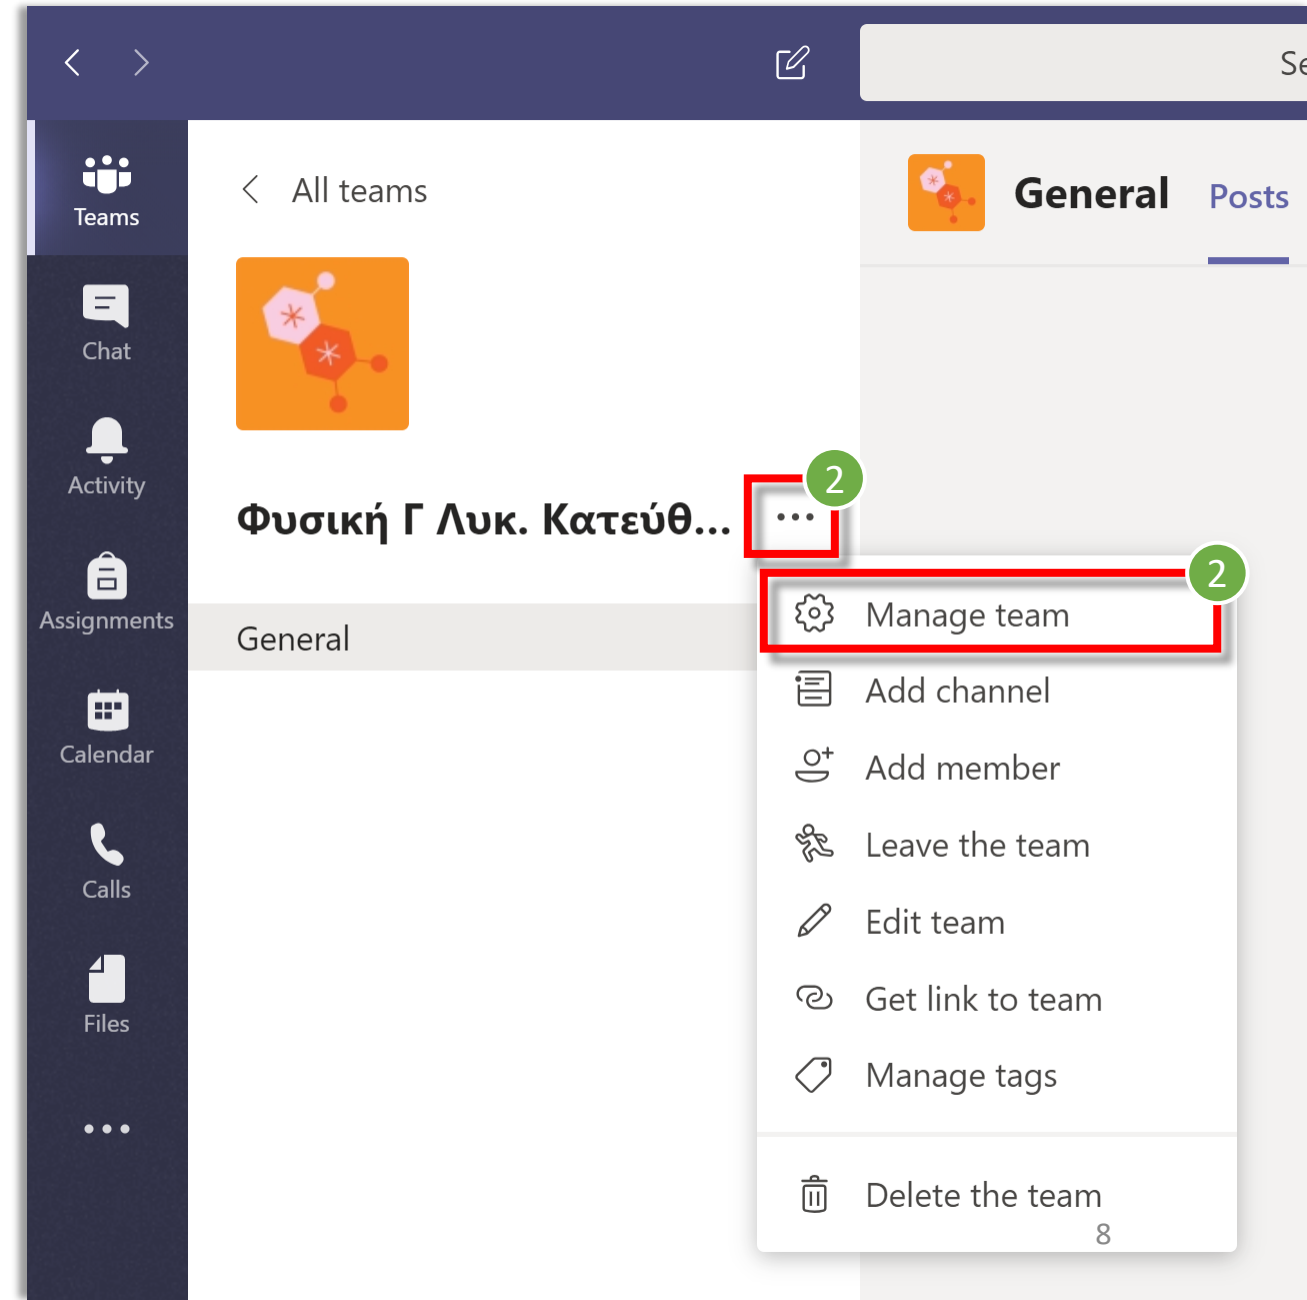 Teams
Chat
Activity
Assignments
Calendar
Calls
Files
All teams
Φυσική Γ Λυκ. Κατεύθ...
2
General
General
Posts
2
Manage team
Add channel
Add member
Leave the team
Edit team
Get link to team
Manage tags
Delete the team
8